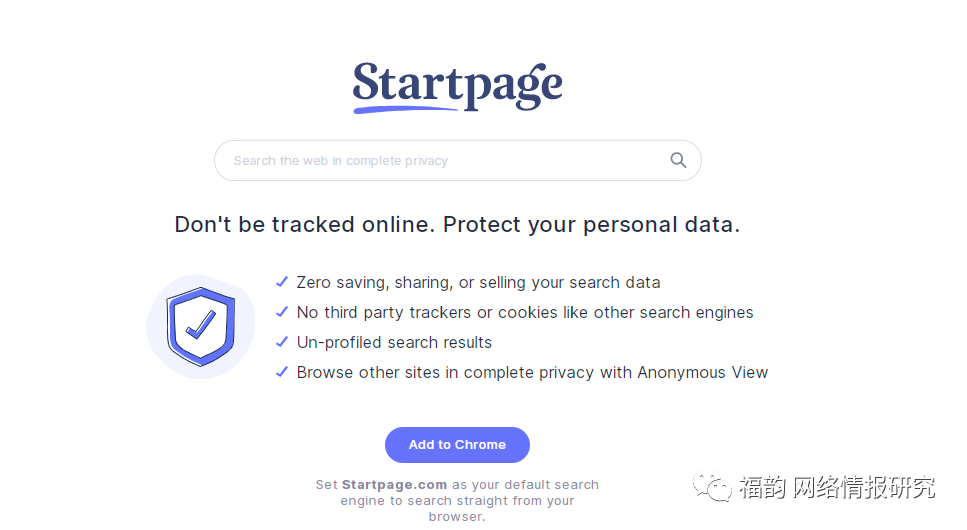 Startpage
Search the web in complete privacy
Don't be tracked online. Protect your personal data.
Zero saving, sharing, or selling your search data
No third party trackers or cookies like other search engines
Un-profiled search results
Browse other sites in complete privacy with Anonymous View
Add to Chrome
Set Startpage.com as your default search
engine to search straight from your
browser.
福韵 网络情报研究